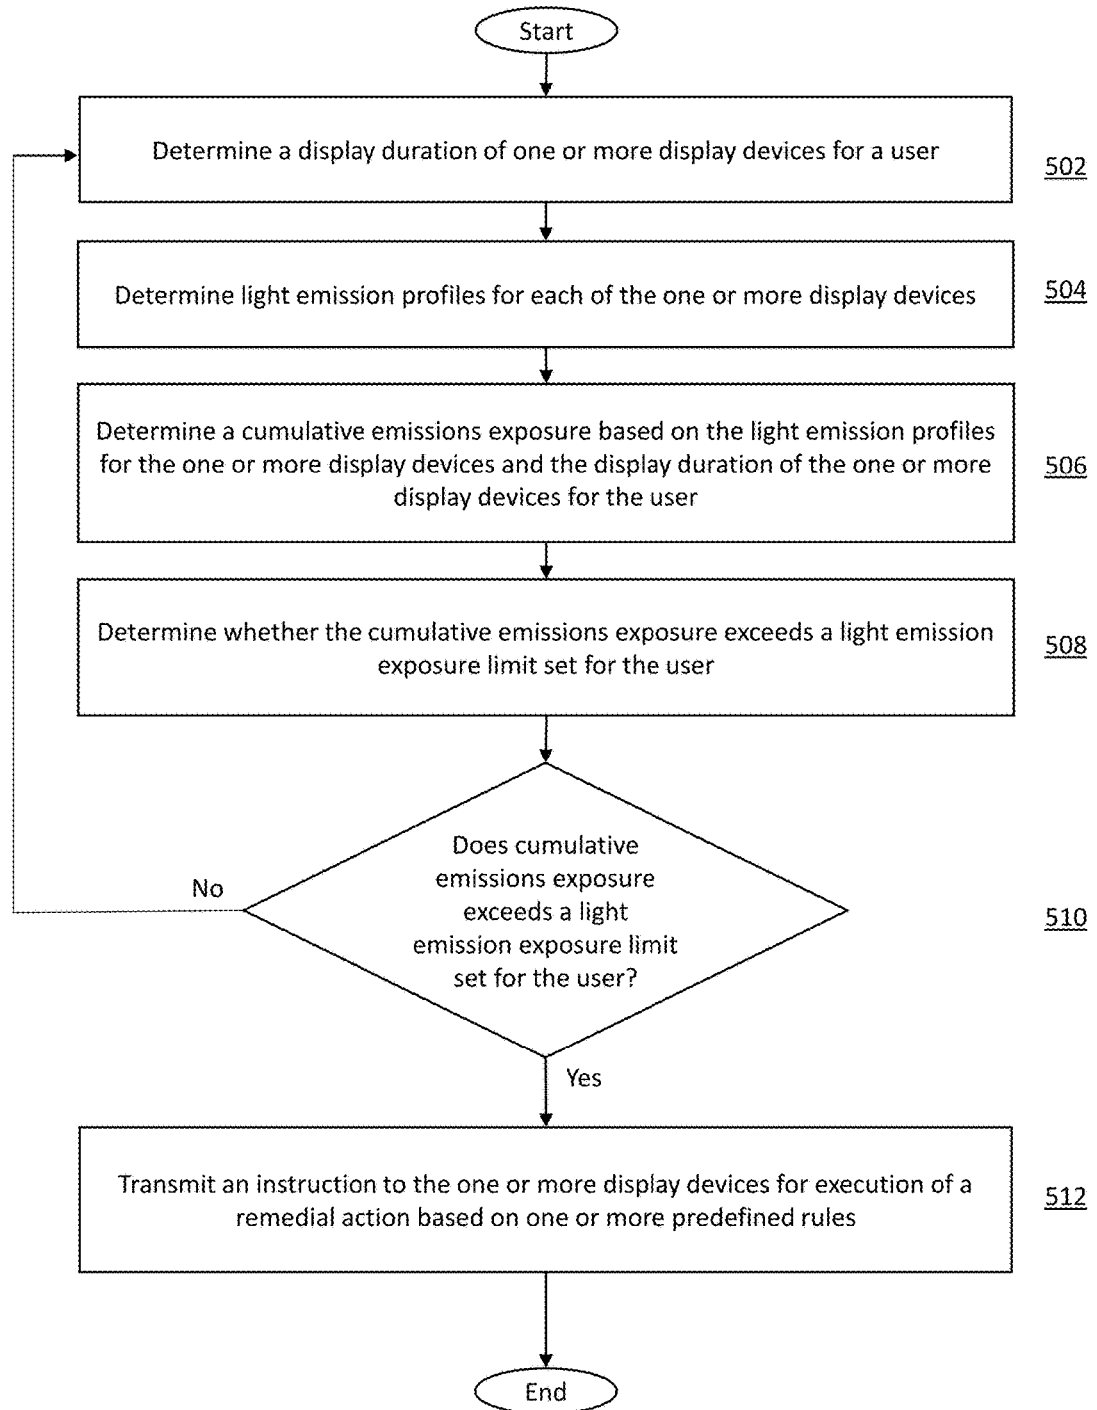 Start
Determine a display duration of one or more display devices for a user
502
Determine light emission profiles for each of the one or more display devices
504
Determine a cumulative emissions exposure based on the light emission profiles
for the one or more display devices and the display duration of the one or more
display devices for the user
506
Determine whether the cumulative emissions exposure exceeds a light emission
exposure limit set for the user
508
Does cumulative
emissions exposure
exceeds a light
emission exposure limit
set for the user?
No
510
Yes
Transmit an instruction to the one or more display devices for execution of a
remedial action based on one or more predefined rules
512
End